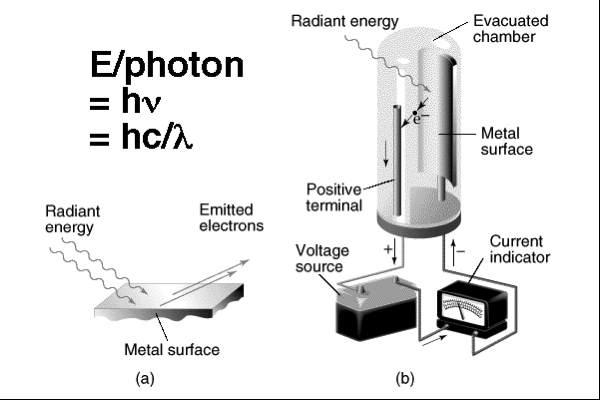 E/photon
= hν
= hc/λ
Radiant
energy
Emitted
electrons
Metal surface
(a)
Radiant energy
Evacuated
chamber
e−
Metal
surface
Positive
terminal
+
−
Voltage
source
Current
indicator
(b)